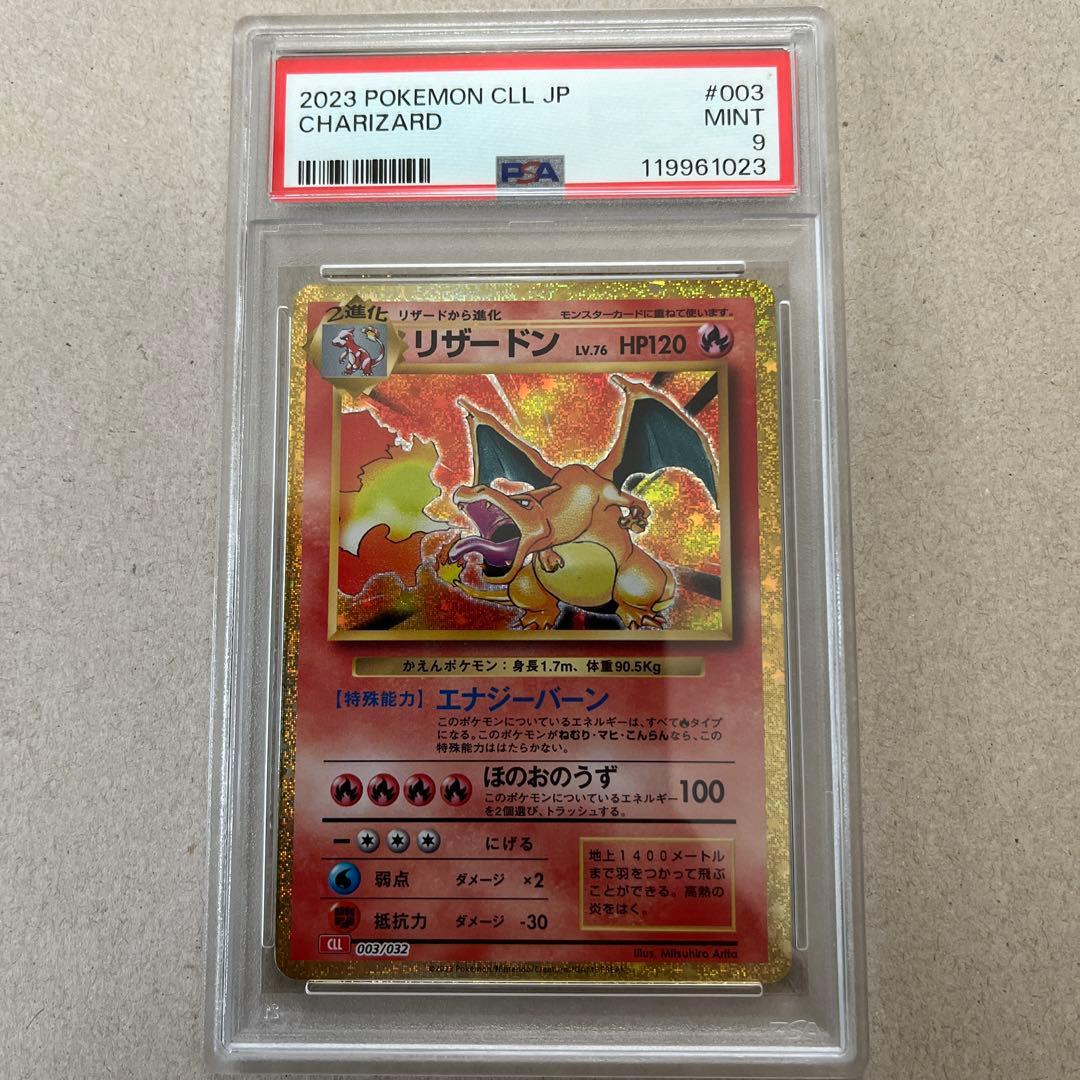 2023 POKEMON CLL JP #003
CHARIZARD MINT
9
PSA 119961023
2進化 リザードから進化 モンスターカードに重ねて使います。
リザードン LV.76 HP120
かえんポケモン：身長1.7m、体重90.5Kg
【特殊能力】エナジーバーン
このポケモンについているエネルギーは、すべて🔥タイプ
になる。このポケモンがねむり・マヒ・こんらんなら、この
特殊能力ははたらかない。
ほのおのうず 100
このポケモンについているエネルギー
を2個選び、トラッシュする。
にげる
弱点 ダメージ ×2
抵抗力 ダメージ -30
地上1400メートル
まで羽をつかって飛ぶ
ことができる。高熱の
炎をはく。
CLL 003/032
Illus. Mitsuhiro Arita
©2023 Pokémon/Nintendo/Creatures/GAME FREAK